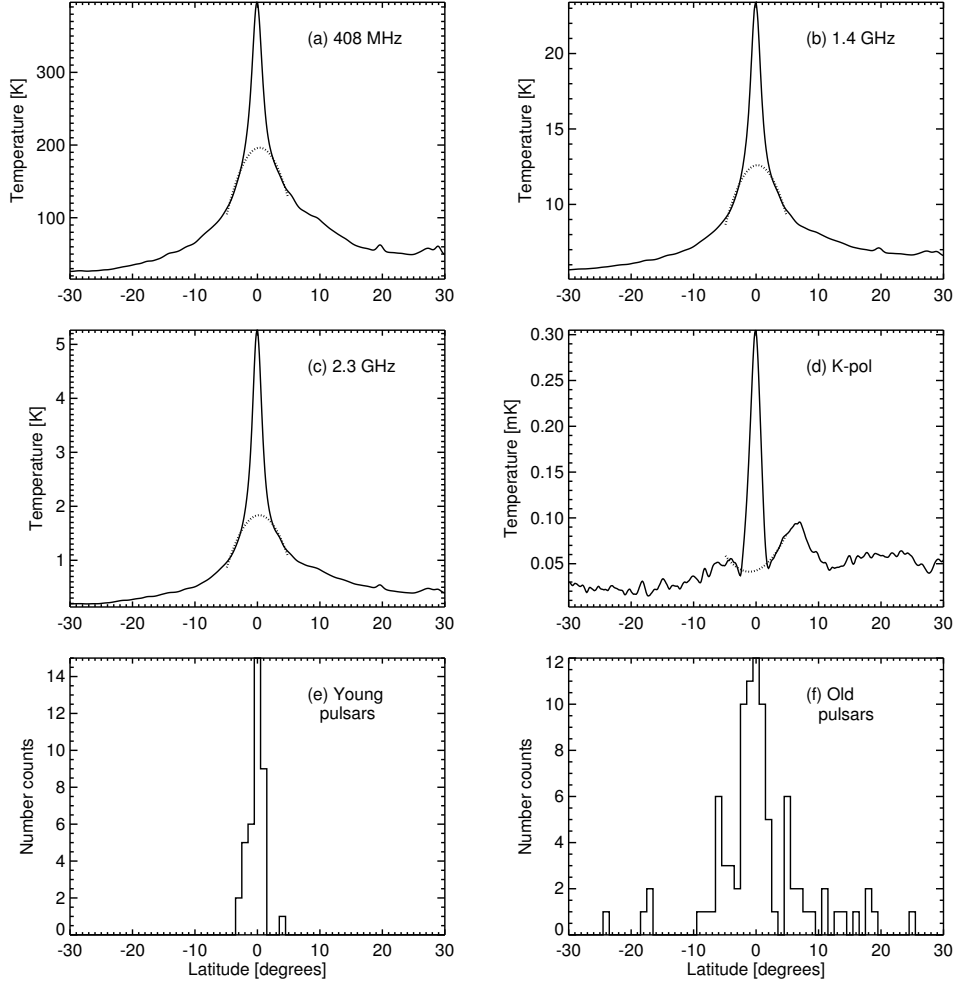 (a) 408 MHz
Temperature [K]
300
200
100
-30 -20 -10 0 10 20 30
(b) 1.4 GHz
Temperature [K]
20
15
10
-30 -20 -10 0 10 20 30
(c) 2.3 GHz
Temperature [K]
5
4
3
2
1
-30 -20 -10 0 10 20 30
(d) K-pol
Temperature [mK]
0.30
0.25
0.20
0.15
0.10
0.05
-30 -20 -10 0 10 20 30
(e) Young
pulsars
Number counts
14
12
10
8
6
4
2
0
-30 -20 -10 0 10 20 30
Latitude [degrees]
(f) Old
pulsars
Number counts
12
10
8
6
4
2
0
-30 -20 -10 0 10 20 30
Latitude [degrees]